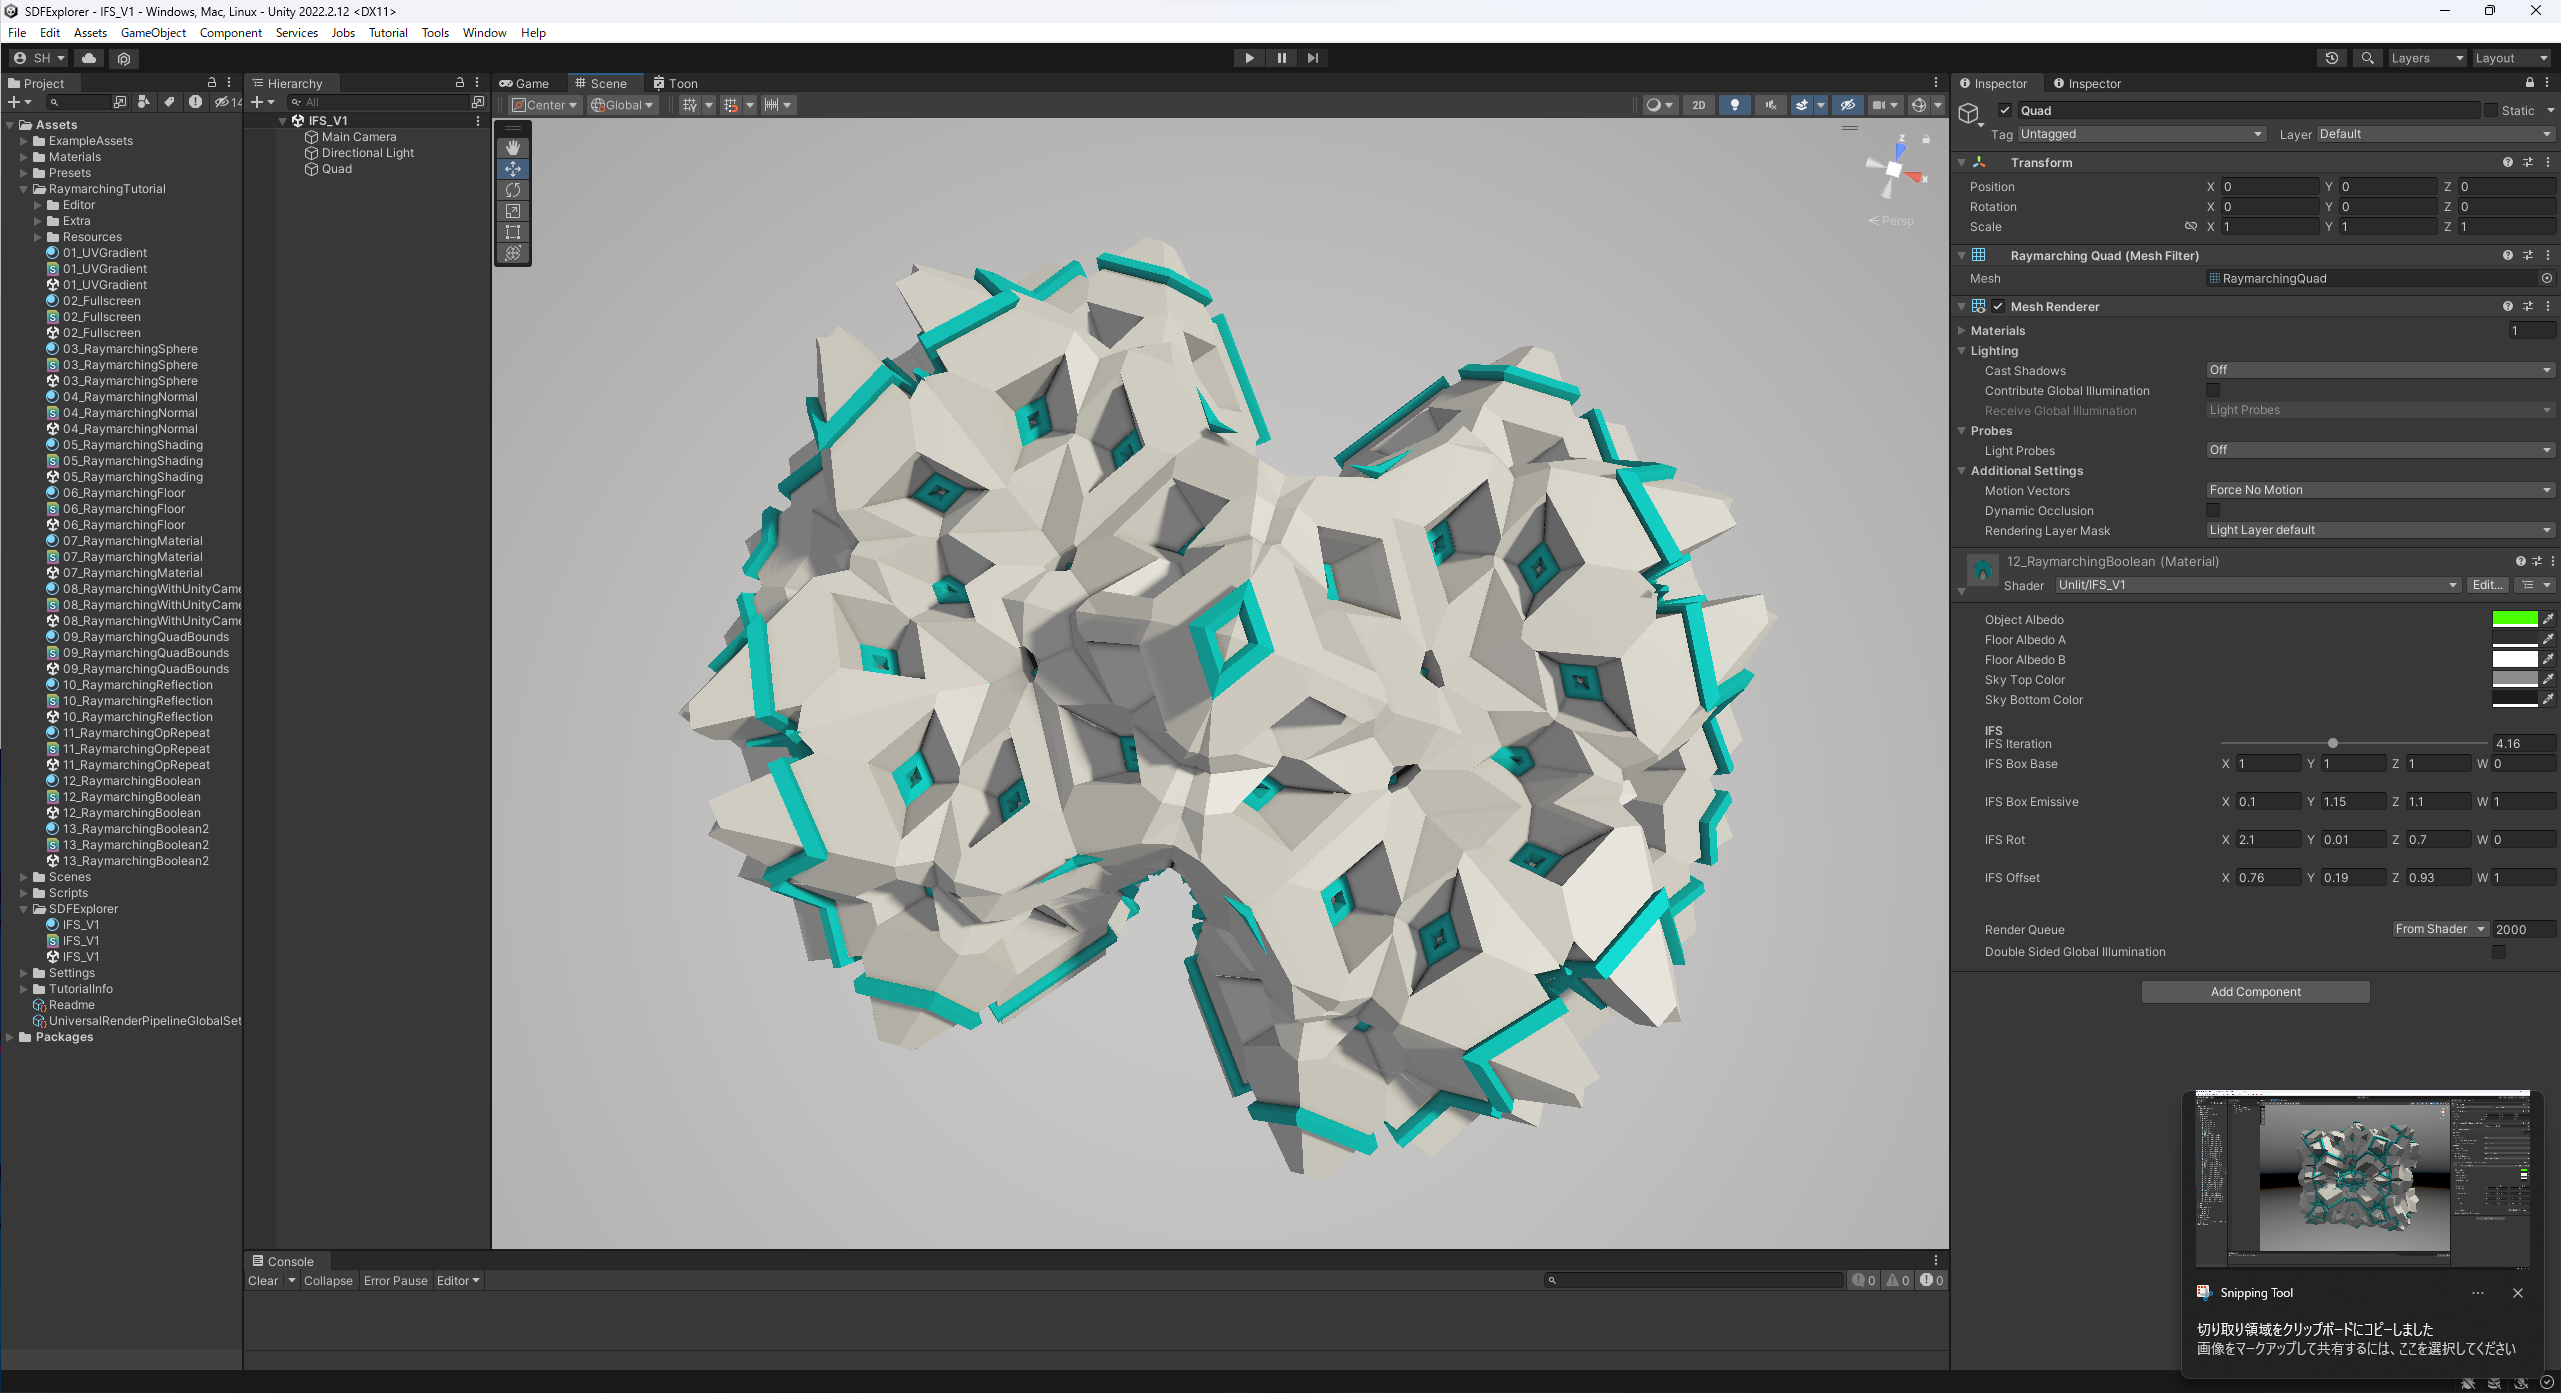 SDFExplorer - IFS_V1 - Windows, Mac, Linux - Unity 2022.2.12 <DX11>
File Edit Assets GameObject Component Services Jobs Tutorial Tools Window Help
SH
Layers Layout
Project
14
Assets
ExampleAssets
Materials
Presets
RaymarchingTutorial
Editor
Extra
Resources
01_UVGradient
01_UVGradient
01_UVGradient
02_Fullscreen
02_Fullscreen
02_Fullscreen
03_RaymarchingSphere
03_RaymarchingSphere
03_RaymarchingSphere
04_RaymarchingNormal
04_RaymarchingNormal
04_RaymarchingNormal
05_RaymarchingShading
05_RaymarchingShading
05_RaymarchingShading
06_RaymarchingFloor
06_RaymarchingFloor
06_RaymarchingFloor
07_RaymarchingMaterial
07_RaymarchingMaterial
07_RaymarchingMaterial
08_RaymarchingWithUnityCame
08_RaymarchingWithUnityCame
08_RaymarchingWithUnityCame
09_RaymarchingQuadBounds
09_RaymarchingQuadBounds
09_RaymarchingQuadBounds
10_RaymarchingReflection
10_RaymarchingReflection
10_RaymarchingReflection
11_RaymarchingOpRepeat
11_RaymarchingOpRepeat
11_RaymarchingOpRepeat
12_RaymarchingBoolean
12_RaymarchingBoolean
12_RaymarchingBoolean
13_RaymarchingBoolean2
13_RaymarchingBoolean2
13_RaymarchingBoolean2
Scenes
Scripts
SDFExplorer
IFS_V1
IFS_V1
IFS_V1
Settings
TutorialInfo
Readme
UniversalRenderPipelineGlobalSet
Packages
Hierarchy
All
IFS_V1
Main Camera
Directional Light
Quad
Game Scene Toon
Center Global 2D
z
x
Persp
Console
Clear Collapse Error Pause Editor
0 0 0
Inspector Inspector
Quad Static
Tag Untagged Layer Default
Transform
Position X 0 Y 0 Z 0
Rotation X 0 Y 0 Z 0
Scale X 1 Y 1 Z 1
Raymarching Quad (Mesh Filter)
Mesh RaymarchingQuad
Mesh Renderer
Materials 1
Lighting
Cast Shadows Off
Contribute Global Illumination
Receive Global Illumination Light Probes
Probes
Light Probes Off
Additional Settings
Motion Vectors Force No Motion
Dynamic Occlusion
Rendering Layer Mask Light Layer default
12_RaymarchingBoolean (Material)
Shader Unlit/IFS_V1 Edit...
Object Albedo
Floor Albedo A
Floor Albedo B
Sky Top Color
Sky Bottom Color
IFS
IFS Iteration 4.16
IFS Box Base X 1 Y 1 Z 1 W 0
IFS Box Emissive X 0.1 Y 1.15 Z 1.1 W 1
IFS Rot X 2.1 Y 0.01 Z 0.7 W 0
IFS Offset X 0.76 Y 0.19 Z 0.93 W 1
Render Queue From Shader 2000
Double Sided Global Illumination
Add Component
Snipping Tool
切り取り領域をクリップボードにコピーしました
画像をマークアップして共有するには、ここを選択してください